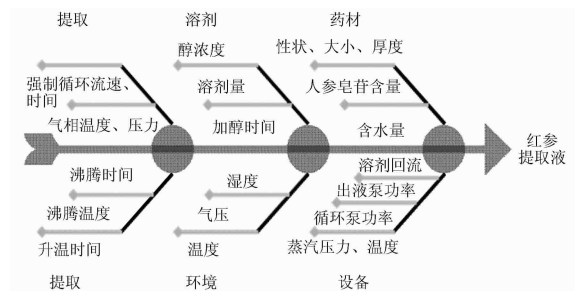 提取
溶剂
药材
醇浓度
性状、大小、厚度
强制循环流速、
时间
溶剂量
人参皂苷含量
气相温度、压力
加醇时间
含水量
红参
提取液
沸腾时间
湿度
溶剂回流
出液泵功率
沸腾温度
气压
循环泵功率
升温时间
温度
蒸汽压力、温度
提取
环境
设备